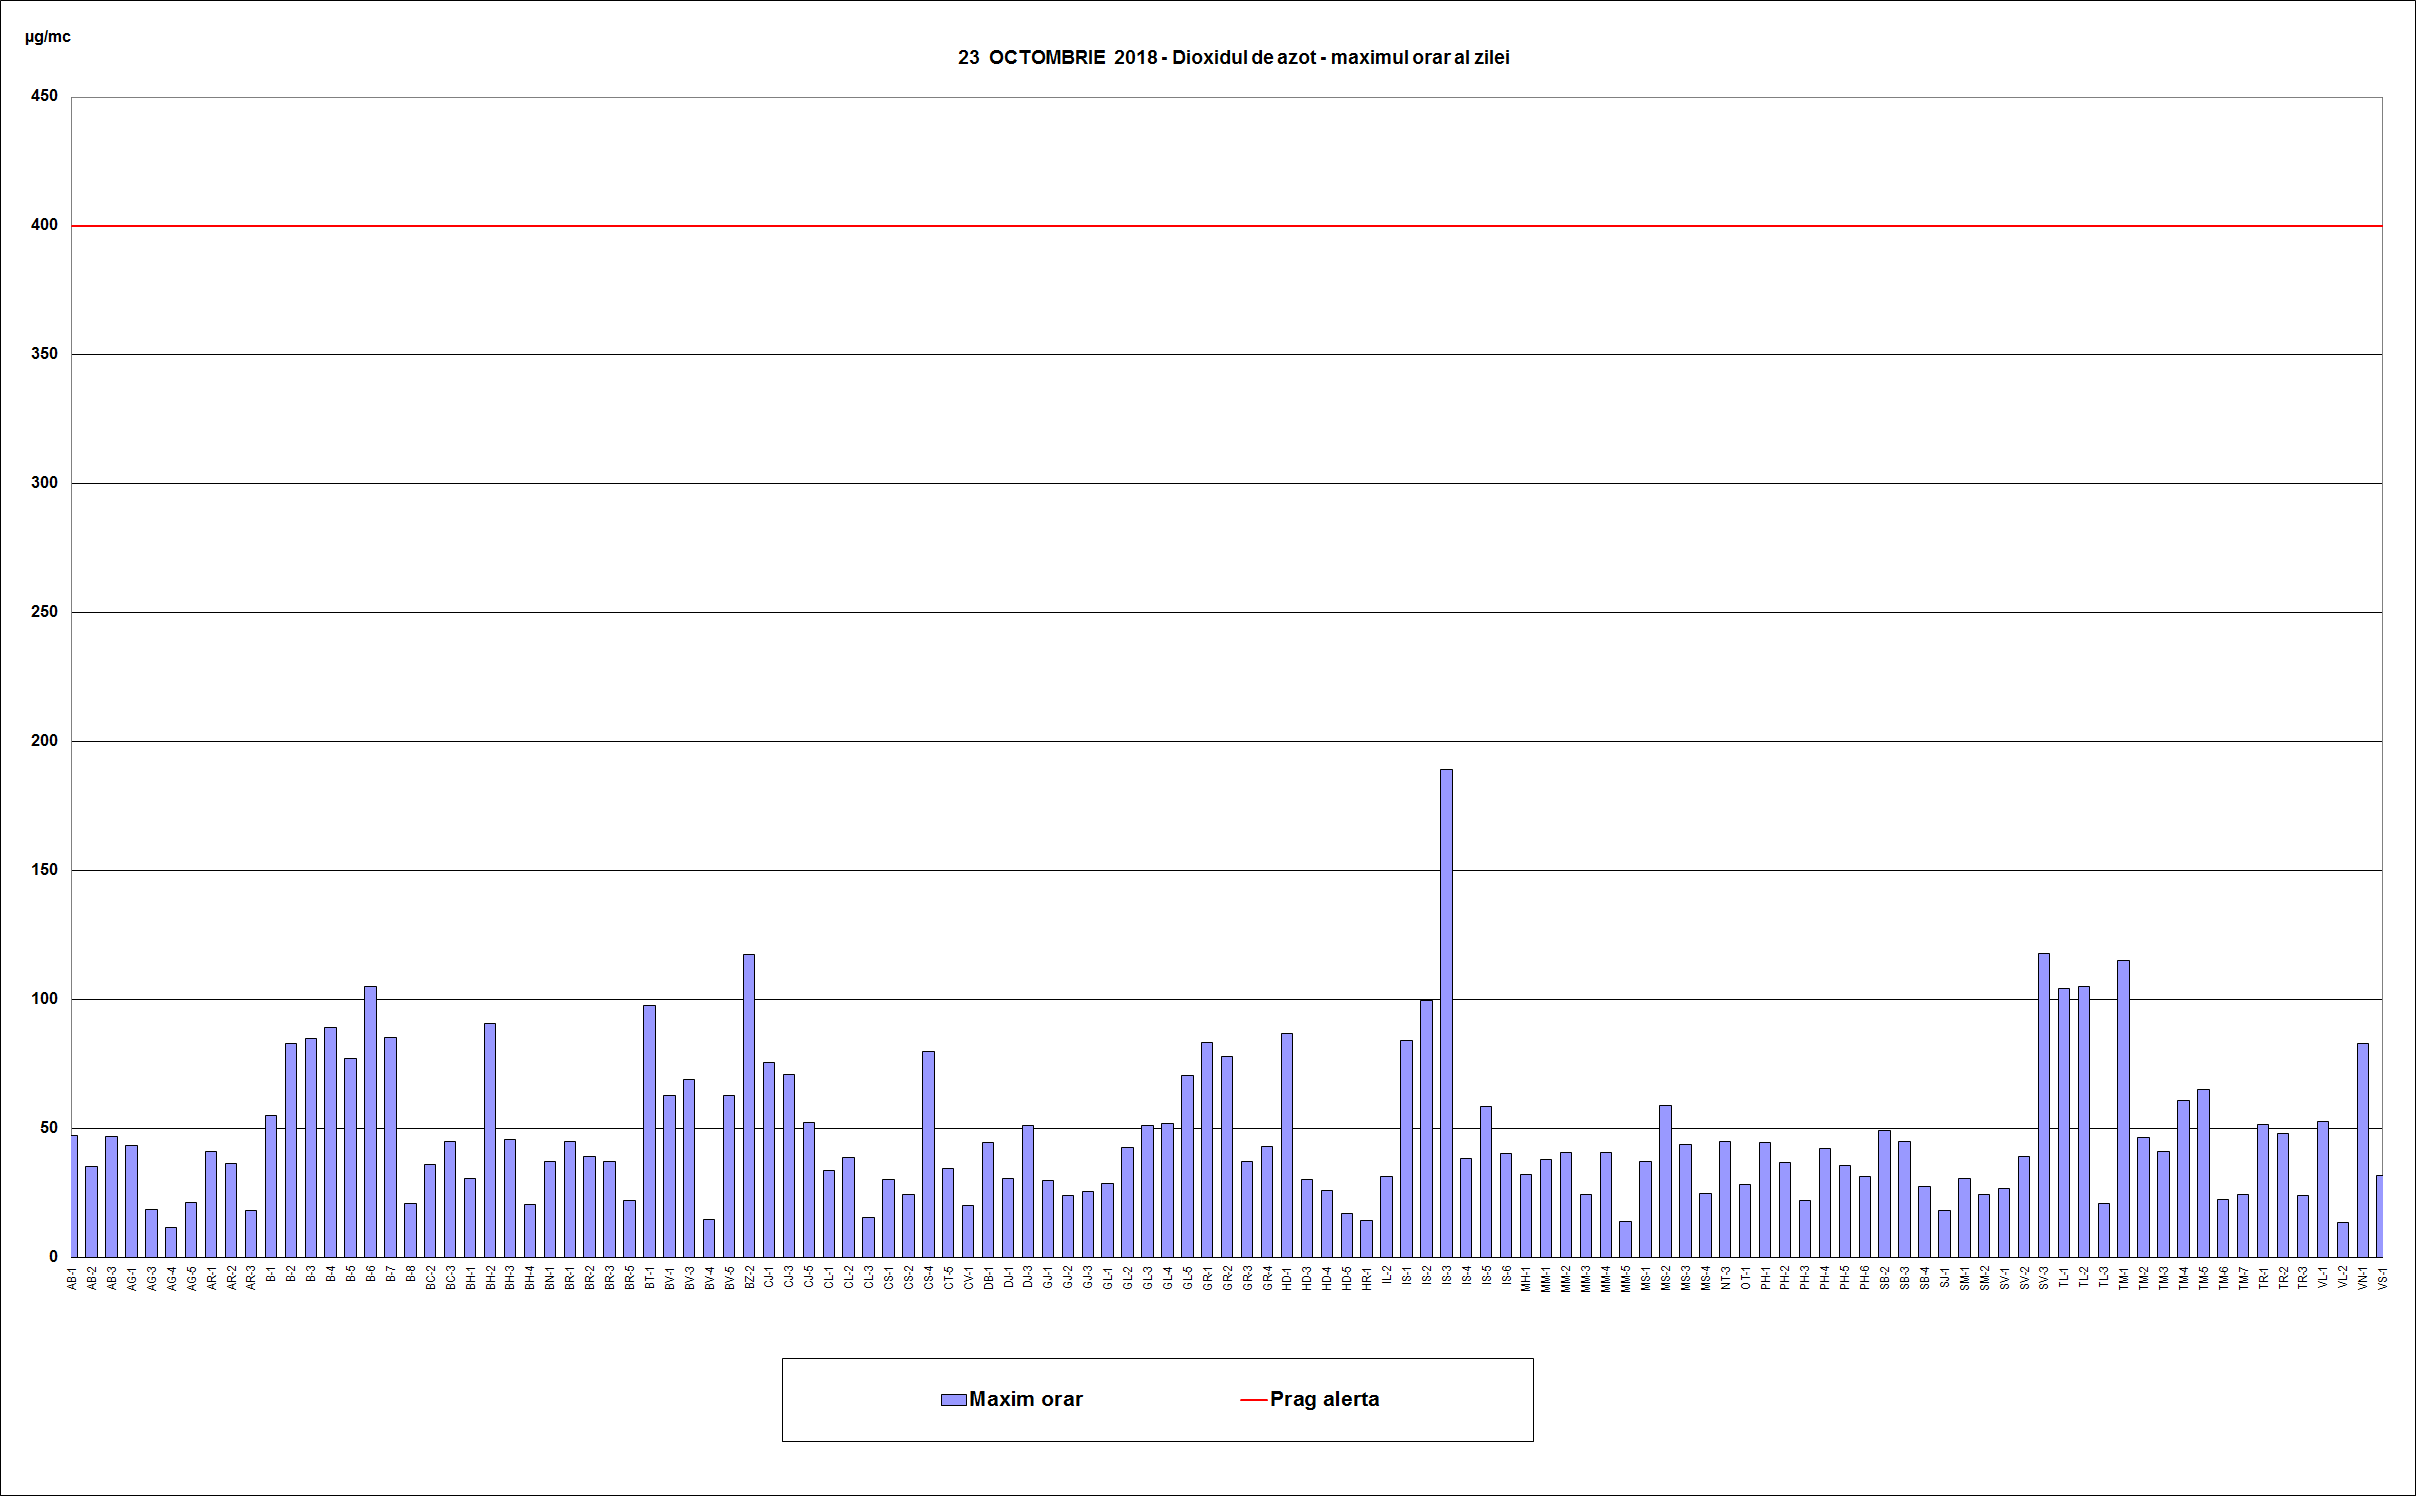 µg/mc
23 OCTOMBRIE 2018 - Dioxidul de azot - maximul orar al zilei
450
400
350
300
250
200
150
100
50
0
AB-1 AB-2 AB-3 AG-1 AG-3 AG-4 AG-5 AR-1 AR-2 AR-3 B-1 B-2 B-3 B-4 B-5 B-6 B-7 B-8 BC-2 BC-3 BH-1 BH-2 BH-3 BH-4 BN-1 BR-1 BR-2 BR-3 BR-5 BT-1 BV-1 BV-3 BV-4 BV-5 BZ-2 CJ-1 CJ-3 CJ-5 CL-1 CL-2 CL-3 CS-1 CS-2 CS-4 CT-5 CV-1 DB-1 DJ-1 DJ-3 GJ-1 GJ-2 GJ-3 GL-1 GL-2 GL-3 GL-4 GL-5 GR-1 GR-2 GR-3 GR-4 HD-1 HD-3 HD-4 HD-5 HR-1 IL-2 IS-1 IS-2 IS-3 IS-4 IS-5 IS-6 MH-1 MM-1 MM-2 MM-3 MM-4 MM-5 MS-1 MS-2 MS-3 MS-4 NT-3 OT-1 PH-1 PH-2 PH-3 PH-4 PH-5 PH-6 SB-2 SB-3 SB-4 SJ-1 SM-1 SM-2 SV-1 SV-2 SV-3 TL-1 TL-2 TL-3 TM-1 TM-2 TM-3 TM-4 TM-5 TM-6 TM-7 TR-1 TR-2 TR-3 VL-1 VL-2 VN-1 VS-1
Maxim orar Prag alerta